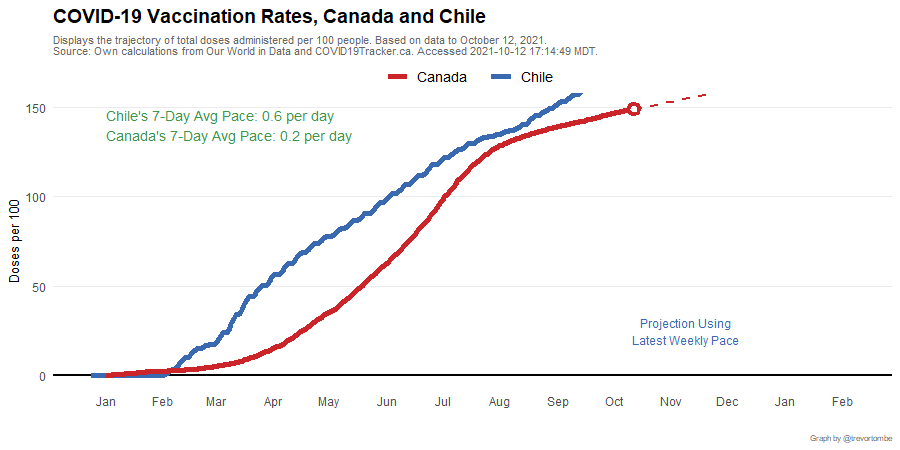 COVID-19 Vaccination Rates, Canada and Chile
Displays the trajectory of total doses administered per 100 people. Based on data to October 12, 2021.
Source: Own calculations from Our World in Data and COVID19Tracker.ca. Accessed 2021-10-12 17:14:49 MDT.
Canada Chile
Chile's 7-Day Avg Pace: 0.6 per day
Canada's 7-Day Avg Pace: 0.2 per day
Doses per 100
150
100
50
0
Projection Using
Latest Weekly Pace
Jan Feb Mar Apr May Jun Jul Aug Sep Oct Nov Dec Jan Feb
Graph by @trevortombe